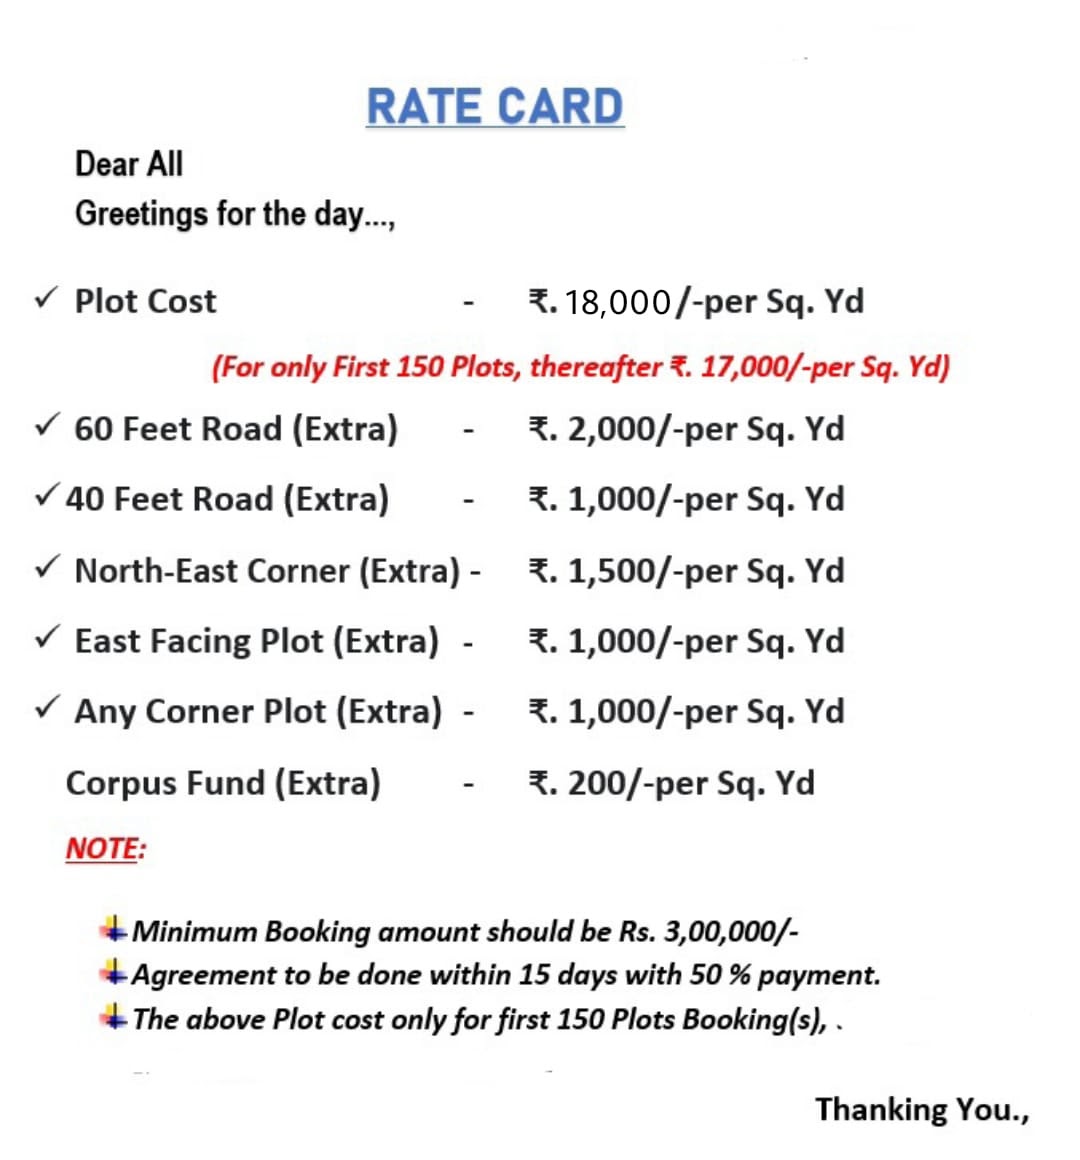 RATE CARD
Dear All
Greetings for the day...,
✓ Plot Cost - ₹. 18,000/-per Sq. Yd
(For only First 150 Plots, thereafter ₹. 17,000/-per Sq. Yd)
✓ 60 Feet Road (Extra) - ₹. 2,000/-per Sq. Yd
✓ 40 Feet Road (Extra) - ₹. 1,000/-per Sq. Yd
✓ North-East Corner (Extra) - ₹. 1,500/-per Sq. Yd
✓ East Facing Plot (Extra) - ₹. 1,000/-per Sq. Yd
✓ Any Corner Plot (Extra) - ₹. 1,000/-per Sq. Yd
Corpus Fund (Extra) - ₹. 200/-per Sq. Yd
NOTE:
Minimum Booking amount should be Rs. 3,00,000/-
Agreement to be done within 15 days with 50 % payment.
The above Plot cost only for first 150 Plots Booking(s), .
Thanking You.,